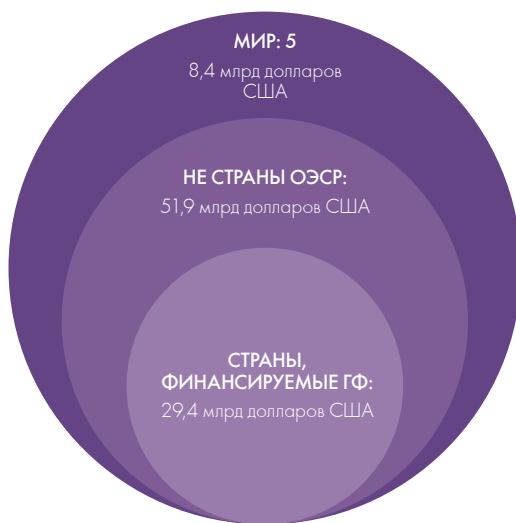 МИР: 5
8,4 млрд долларов
США
НЕ СТРАНЫ ОЭСР:
51,9 млрд долларов США
СТРАНЫ,
ФИНАНСИРУЕМЫЕ ГФ:
29,4 млрд долларов США